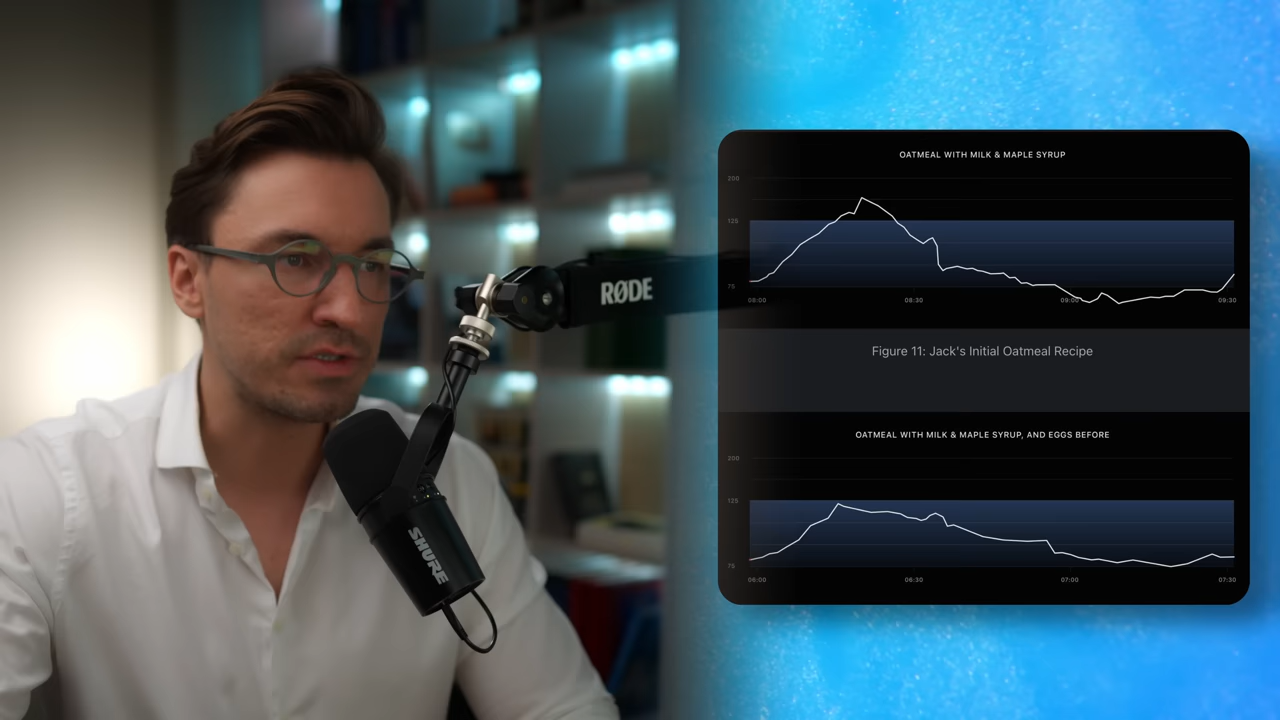 RØDE
SHURE
OATMEAL WITH MILK & MAPLE SYRUP
200
125
75
08:00 08:30 09:00 09:30
Figure 11: Jack's Initial Oatmeal Recipe
OATMEAL WITH MILK & MAPLE SYRUP, AND EGGS BEFORE
200
125
75
06:00 06:30 07:00 07:30